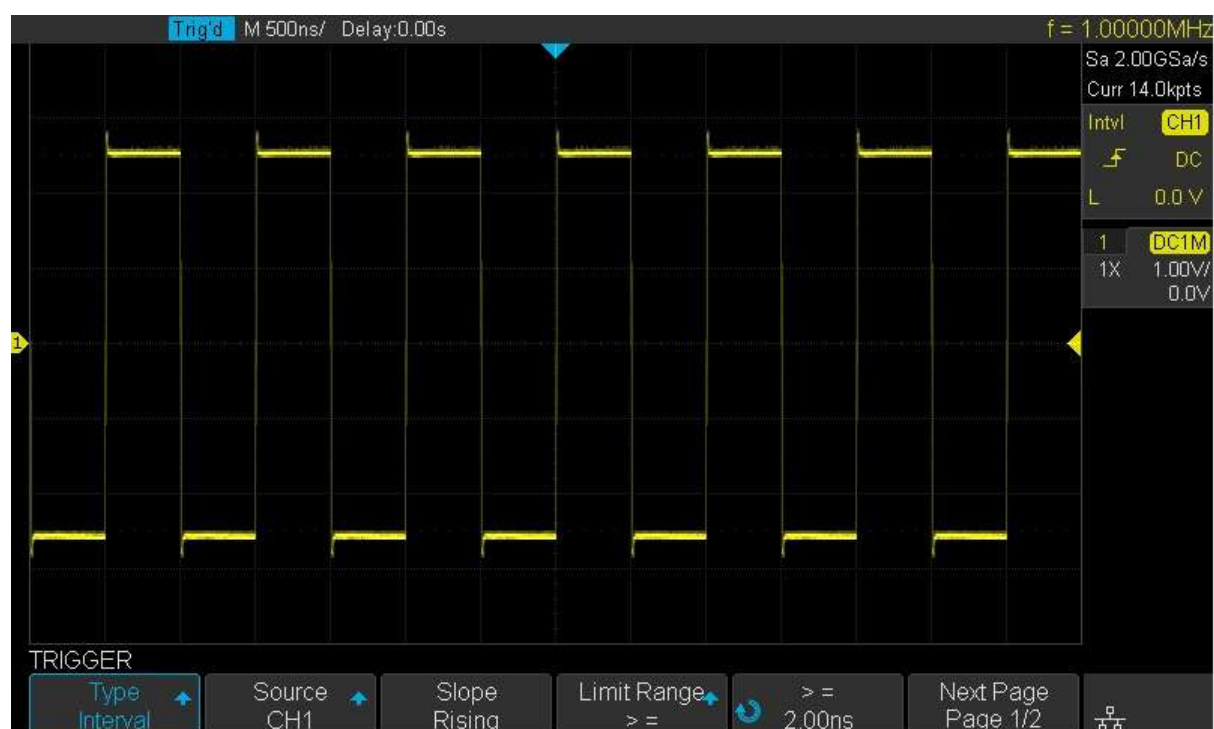 Trig'd M 500ns/ Delay:0.00s f = 1.00000MHz
Sa 2.00GSa/s
Curr 14.0kpts
Intvl CH1
DC
L 0.0 V
1 DC1M
1X 1.00V/
0.0V
1
TRIGGER
Type Source Slope Limit Range > = Next Page
Interval CH1 Rising > = 2.00ns Page 1/2